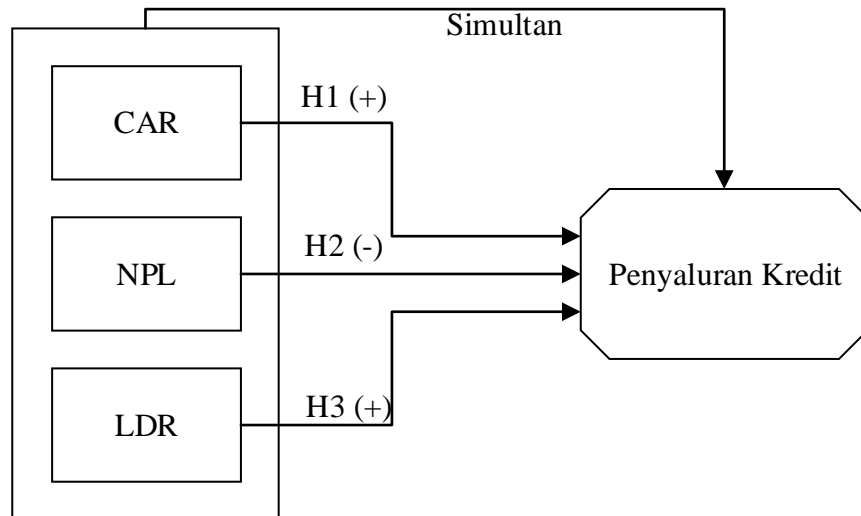 Simultan
CAR
H1 (+)
NPL
H2 (-)
Penyaluran Kredit
LDR
H3 (+)